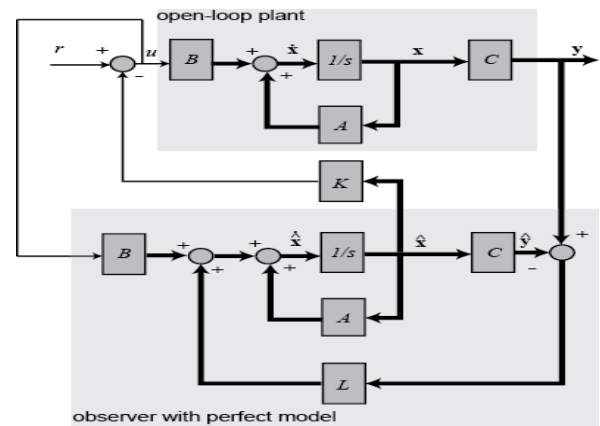 open-loop plant
r + − u B + + ẋ 1/s x C y
A
K
B + + + + x̂̇ 1/s x̂ C ŷ + −
A
L
observer with perfect model